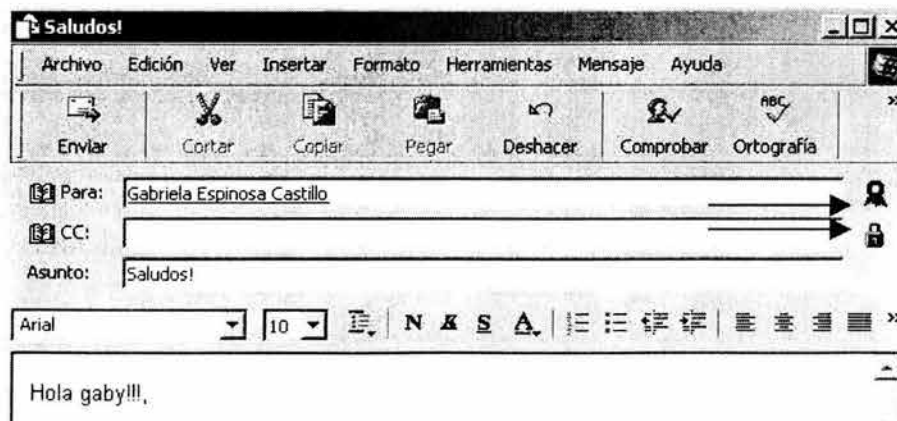 Saludos!
Archivo Edición Ver Insertar Formato Herramientas Mensaje Ayuda
Enviar Cortar Copiar Pegar Deshacer Comprobar Ortografía
Para: Gabriela Espinosa Castillo
CC:
Asunto: Saludos!
Arial 10 N K S A
Hola gaby!!!,